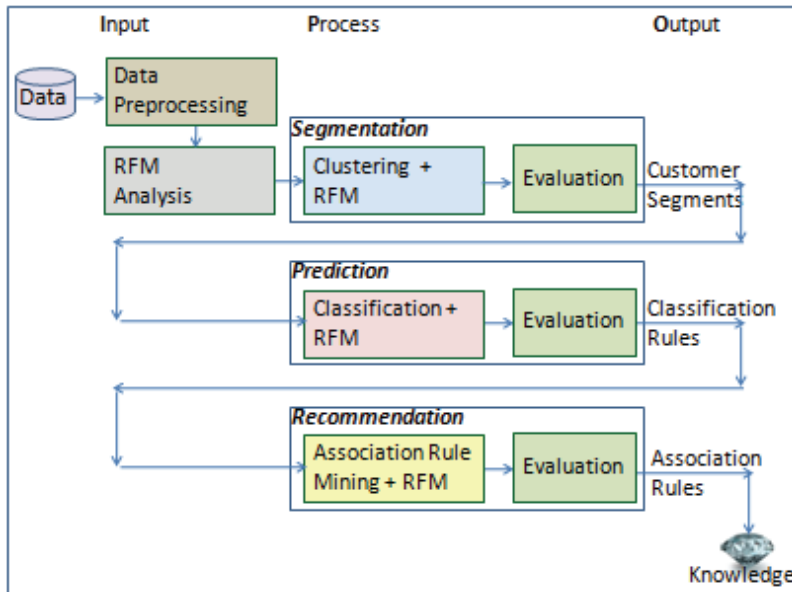 Input
Process
Output
Data
Data
Preprocessing
RFM
Analysis
Segmentation
Clustering +
RFM
Evaluation
Customer
Segments
Prediction
Classification +
RFM
Evaluation
Classification
Rules
Recommendation
Association Rule
Mining + RFM
Evaluation
Association
Rules
Knowledge